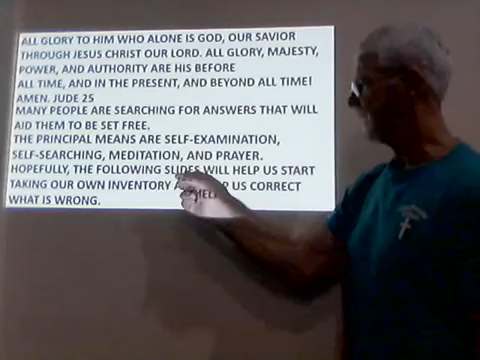 ALL GLORY TO HIM WHO ALONE IS GOD, OUR SAVIOR
THROUGH JESUS CHRIST OUR LORD. ALL GLORY, MAJESTY,
POWER, AND AUTHORITY ARE HIS BEFORE
ALL TIME, AND IN THE PRESENT, AND BEYOND ALL TIME!
AMEN. JUDE 25
MANY PEOPLE ARE SEARCHING FOR ANSWERS THAT WILL
AID THEM TO BE SET FREE.
THE PRINCIPAL MEANS ARE SELF-EXAMINATION,
SELF-SEARCHING, MEDITATION, AND PRAYER.
HOPEFULLY, THE FOLLOWING SLIDES WILL HELP US START
TAKING OUR OWN INVENTORY US CORRECT
WHAT IS WRONG.